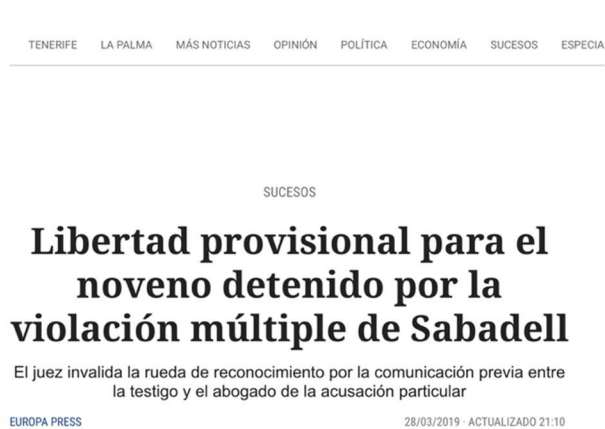 TENERIFE LA PALMA MÁS NOTICIAS OPINIÓN POLÍTICA ECONOMÍA SUCESOS ESPECIA
SUCESOS
Libertad provisional para el
noveno detenido por la
violación múltiple de Sabadell
El juez invalida la rueda de reconocimiento por la comunicación previa entre
la testigo y el abogado de la acusación particular
EUROPA PRESS 28/03/2019 · ACTUALIZADO 21:10